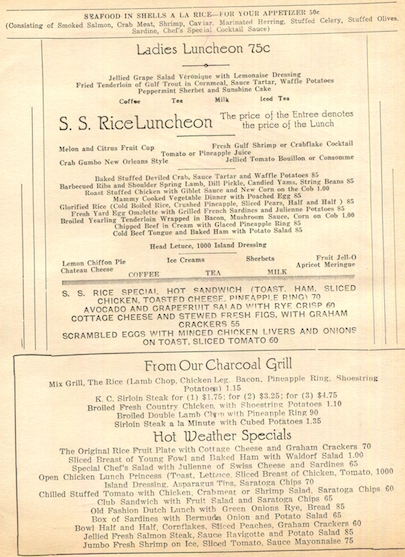 SEAFOOD IN SHELLS A LA RICE—FOR YOUR APPETIZER 50c
(Consisting of Smoked Salmon, Crab Meat, Shrimp, Caviar, Marinated Herring, Stuffed Celery, Stuffed Olives,
Sardine, Chef's Special Cocktail Sauce)
Ladies Luncheon 75c
Jellied Grape Salad Veronique with Lemonaise Dressing
Fried Tenderloin of Golf Trout in Cornmeal, Sauce Tartar, Waffle Potatoes
Peppermint Sherbet and Sunshine Cake
Coffee Tea Milk Iced Tea
S. S. Rice Luncheon The price of the Entree denotes
the price of the Lunch
Melon and Citrus Fruit Cup Fresh Gulf Shrimp or Crabflake Cocktail
Tomato or Pineapple Juice
Crab Gumbo New Orleans Style Jellied Tomato Bouillon or Consomme
Baked Stuffed Deviled Crab, Sauce Tartar and Waffle Potatoes 85
Barbecued Ribs and Shoulder Spring Lamb, Dill Pickle, Candied Yams, String Beans 85
Roast Stuffed Chicken with Giblet Sauce and New Corn on the Cob 1.00
Mammy Cooked Vegetable Dinner with Poached Egg 85
Glorified Rice (Cold Boiled Rice, Crushed Pineapple, Sliced Pears, Half and Half) 85
Fresh Yard Egg Omelette with Grilled French Sardines and Julienne Potatoes 85
Broiled Yearling Tenderloin Wrapped in Bacon, Mushroom Sauce, Corn on Cob 1.00
Chipped Beef in Cream with Glaced Pineapple Ring 85
Cold Beef Tongue and Baked Ham with Potato Salad 85
Head Letuce, 1000 Island Dressing
Lemon Chiffon Pie Ice Creams Sherbets Fruit Jell-O
Chateau Cheese Apricot Meringue
COFFEE TEA MILK
S. S. RICE SPECIAL HOT SANDWICH (TOAST, HAM, SLICED
CHICKEN, TOASTED CHEESE, PINEAPPLE RING) 70
AVOCADO AND GRAPEFRUIT SALAD WITH RYE CRISP 60
COTTAGE CHEESE AND STEWED FRESH FIGS, WITH GRAHAM
CRACKERS 55
SCRAMBLED EGGS WITH MINCED CHICKEN LIVERS AND ONIONS
ON TOAST, SLICED TOMATO 60
From Our Charcoal Grill
Mix Grill, The Rice (Lamb Chop, Chicken Leg, Bacon, Pineapple Ring, Shoestring
Potatoes) 1.15
K. C. Sirloin Steak for (1) $1.75; for (2) $3.25; for (3) $4.75
Broiled Fresh Country Chicken with Shoestring Potatoes 1.10
Broiled Double Lamb Chop with Pineapple Ring 90
Sirloin Steak a la Minute with Cubed Potatoes 1.35
Hot Weather Specials
The Original Rice Fruit Plate with Cottage Cheese and Graham Crackers 70
Sliced Breast of Young Fowl and Baked Ham with Waldorf Salad 1.00
Special Chef's Salad with Julienne of Swiss Cheese and Sardines 65
Open Chicken Lunch Princess (Toast, Lettuce, Sliced Breast of Chicken, Tomato, 1000
Island Dressing, Asparagus Tips, Saratoga Chips 70
Chilled Stuffed Tomato with Chicken, Crabmeat or Shrimp Salad, Saratoga Chips 60
Club Sandwich with Fruit Salad and Saratoga Chips 65
Old Fashion Dutch Lunch with Green Onions Rye, Bread 85
Box of Sardines with Bermuda Onion and Potato Salad 65
Bowl Half and Half, Cornflakes, Sliced Peaches, Graham Crackers 60
Jellied Fresh Salmon Steak, Sauce Ravigotte and Potato Salad 85
Jumbo Fresh Shrimp on Ice, Sliced Tomato, Sauce Mayonnaise 75